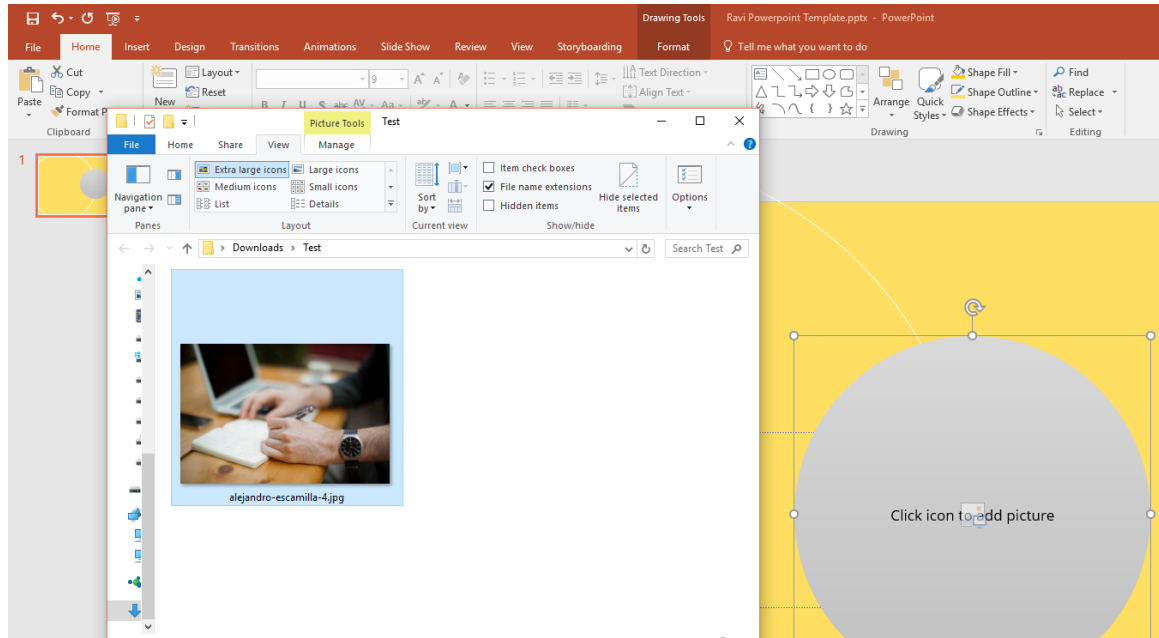 Drawing Tools
Ravi Powerpoint Template.pptx - PowerPoint
File Home Insert Design Transitions Animations Slide Show Review View Storyboarding Format Tell me what you want to do
Cut
Copy
Format P
Paste
Clipboard
New
Layout
Reset
9
B I U S abc AV Aa A
Text Direction
Align Text
Arrange
Quick Styles
Shape Fill
Shape Outline
Shape Effects
Drawing
Find
Replace
Select
Editing
1
Picture Tools Test
File Home Share View Manage
Navigation pane
Panes
Extra large icons Large icons
Medium icons Small icons
List Details
Layout
Sort by
Current view
Item check boxes
File name extensions
Hidden items
Hide selected items
Show/hide
Options
Downloads > Test
Search Test
alejandro-escamilla-4.jpg
Click icon to add picture